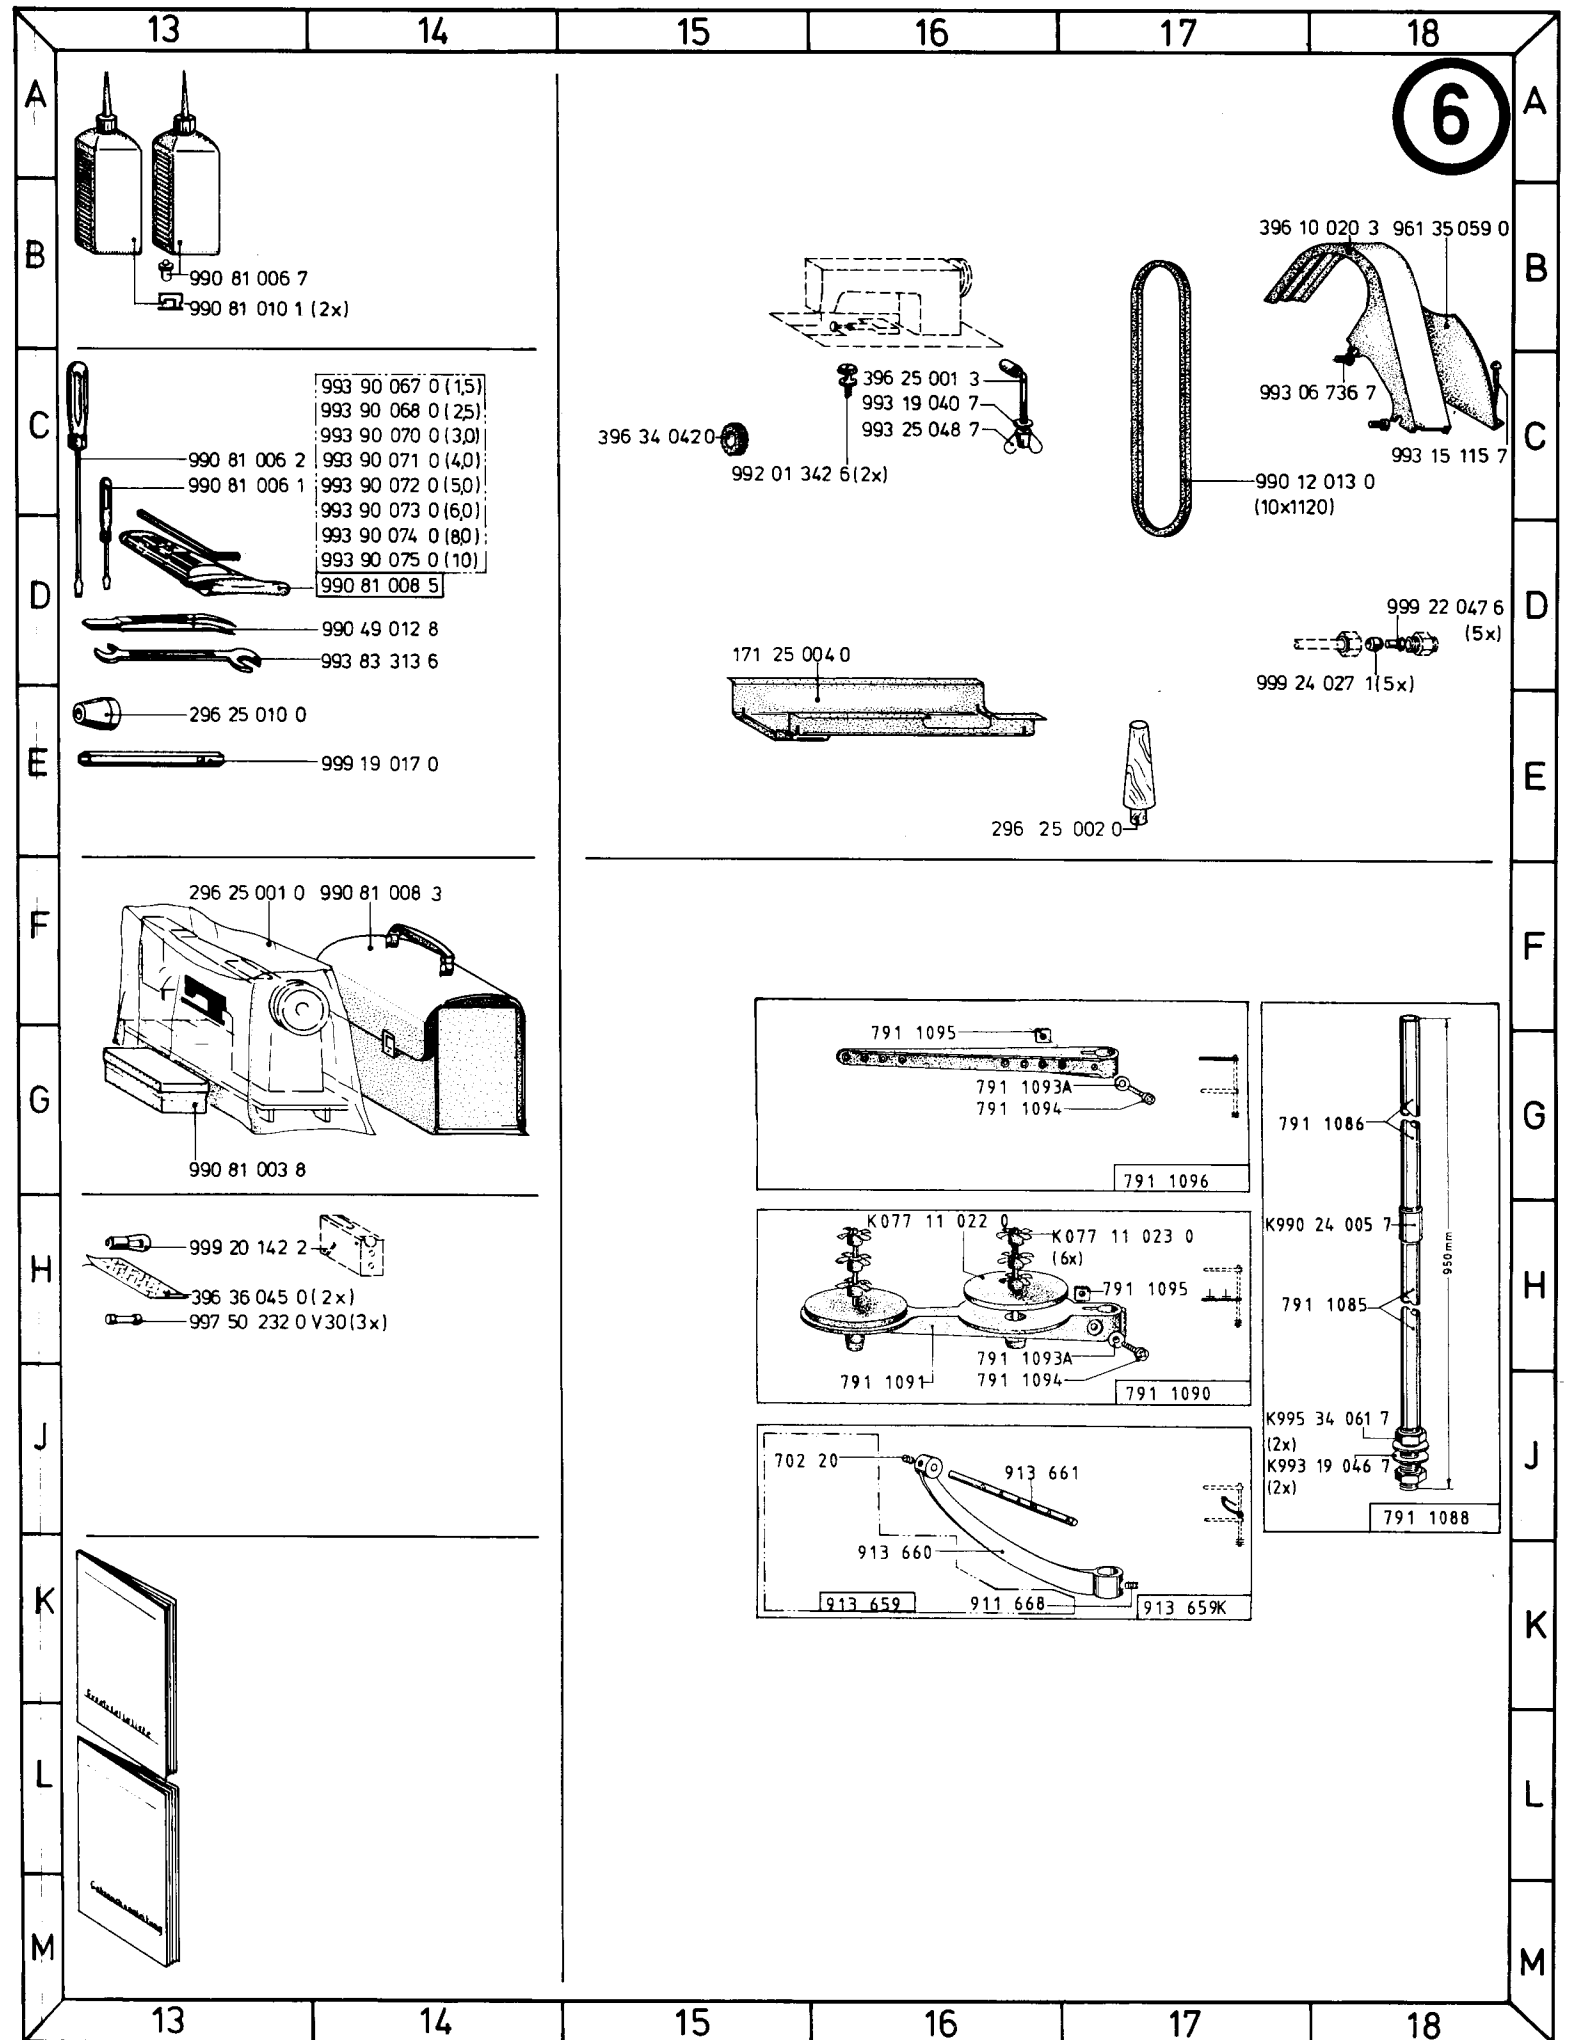 13 14 15 16 17 18
A
A
6
B
B
990 81 006 7
990 81 010 1 (2x)
396 10 020 3 961 35 059 0
C
C
993 90 067 0 (1,5)
993 90 068 0 (2,5)
993 90 070 0 (3,0)
993 90 071 0 (4,0)
993 90 072 0 (5,0)
993 90 073 0 (6,0)
993 90 074 0 (8,0)
993 90 075 0 (10)
990 81 008 5
990 81 006 2
990 81 006 1
396 25 001 3
993 19 040 7
993 25 048 7
396 34 042 0
992 01 342 6 (2x)
993 06 736 7
993 15 115 7
990 12 013 0
(10x1120)
D
D
990 49 012 8
993 83 313 6
171 25 004 0
999 22 047 6
(5x)
999 24 027 1 (5x)
E
E
296 25 010 0
999 19 017 0
296 25 002 0
F
F
296 25 001 0 990 81 008 3
G
G
990 81 003 8
791 1095
791 1093A
791 1094
791 1096
791 1086
H
H
999 20 142 2
396 36 045 0 (2x)
997 50 232 0 V30 (3x)
K077 11 022 0
K077 11 023 0
(6x)
791 1095
791 1093A
791 1094
791 1091
791 1090
K990 24 005 7
950mm
791 1085
J
J
K995 34 061 7
(2x)
K993 19 046 7
(2x)
791 1088
702 20
913 661
913 660
913 659
911 668
913 659K
K
K
Ersatzteilliste
L
L
Gebrauchsanleitung
M
M
13 14 15 16 17 18